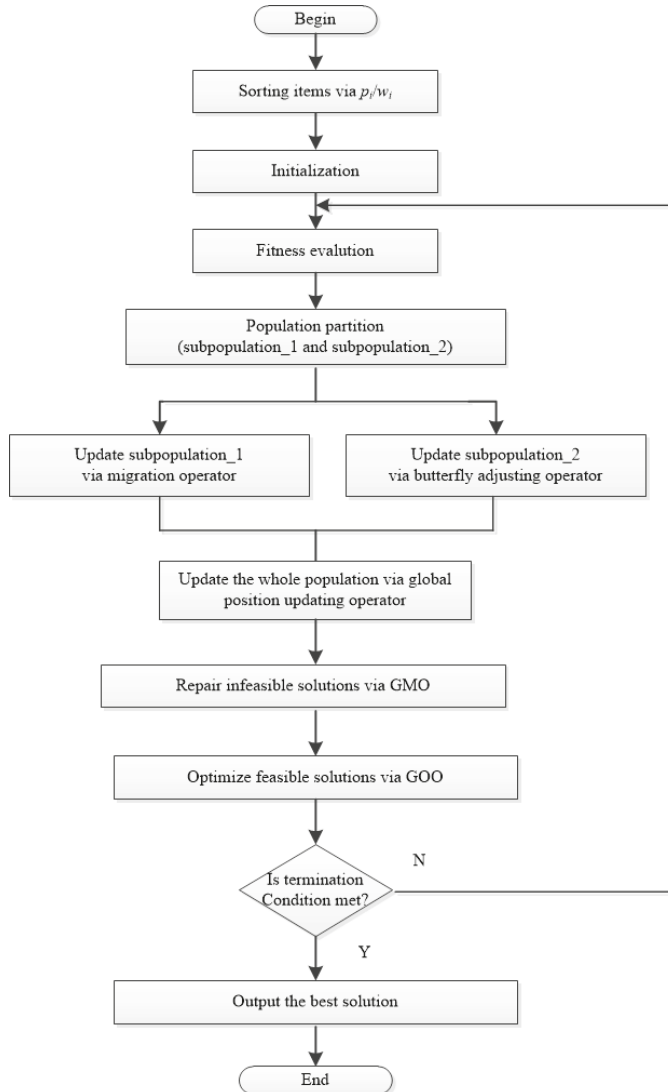 Begin
Sorting items via pi/wi
Initialization
Fitness evalution
Population partition
(subpopulation_1 and subpopulation_2)
Update subpopulation_1
via migration operator
Update subpopulation_2
via butterfly adjusting operator
Update the whole population via global
position updating operator
Repair infeasible solutions via GMO
Optimize feasible solutions via GOO
Is termination
Condition met?
N
Y
Output the best solution
End